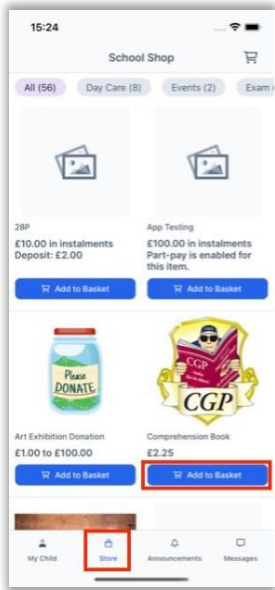 15:24
School Shop
All (56) Day Care (8) Events (2) Exam
2BP
£10.00 in instalments
Deposit: £2.00
Add to Basket
App Testing
£100.00 in instalments
Part-pay is enabled for
this item.
Add to Basket
Please
DONATE
Art Exhibition Donation
£1.00 to £100.00
Add to Basket
CGP
CGP
Comprehension Book
£2.25
Add to Basket
My Child Store Announcements Messages